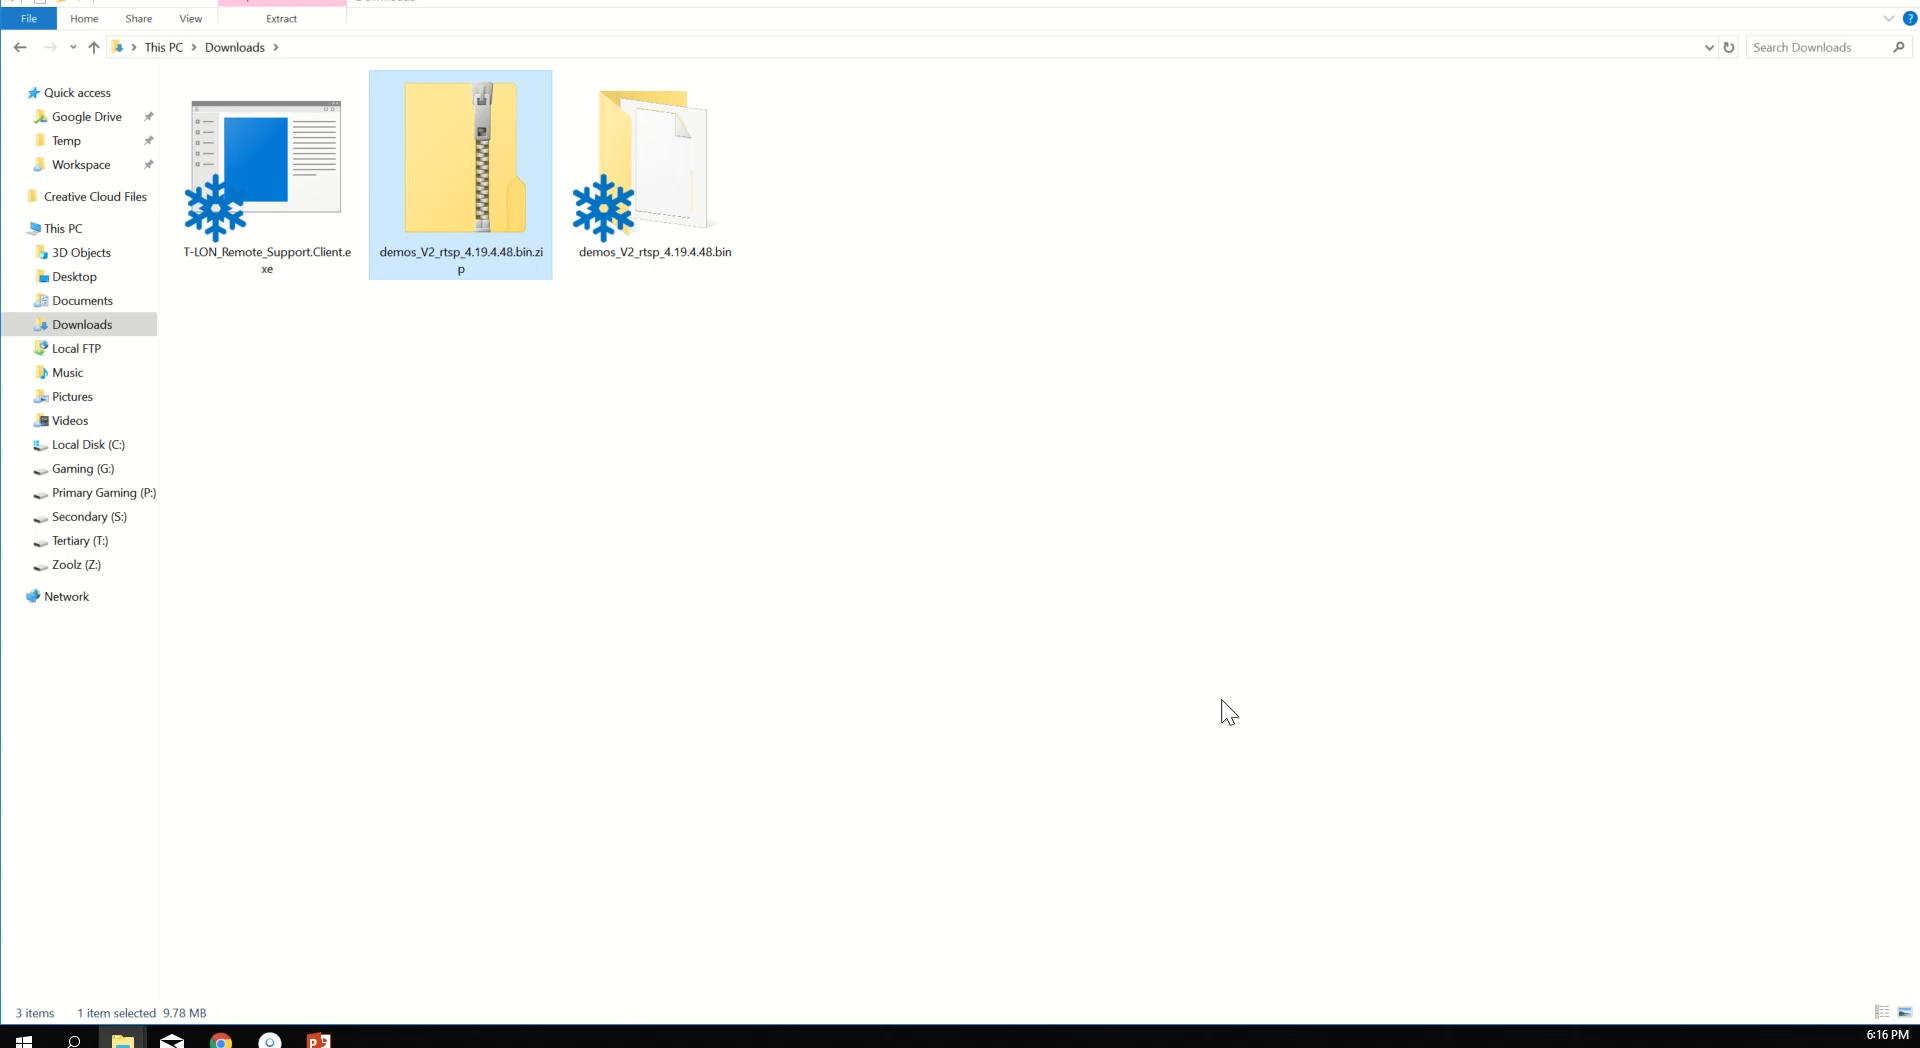 File Home Share View Extract
This PC Downloads
Search Downloads
Quick access
Google Drive
Temp
Workspace
Creative Cloud Files
This PC
3D Objects
Desktop
Documents
Downloads
Local FTP
Music
Pictures
Videos
Local Disk (C:)
Gaming (G:)
Primary Gaming (P:)
Secondary (S:)
Tertiary (T:)
Zoolz (Z:)
Network
T-LON_Remote_Support.Client.e
xe
demos_V2_rtsp_4.19.4.48.bin.zi
p
demos_V2_rtsp_4.19.4.48.bin
3 items 1 item selected 9.78 MB
6:16 PM